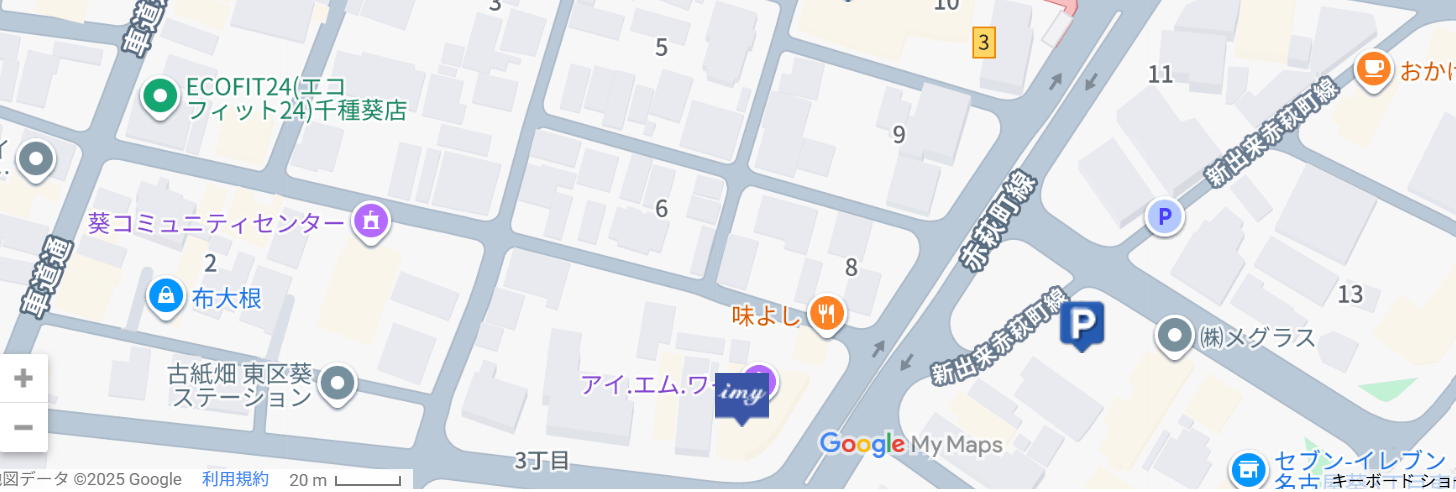 車道通
3
5
10
3
ECOFIT24(エコ
フィット24)千種葵店
11
新出来赤萩町線
9
葵コミュニティセンター
6
赤萩町線
P
車道通
2
布大根
8
味よし
新出来赤萩町線
P
13
㈱メグラス
古紙畑 東区葵
ステーション
アイ.エム.ワ
imy
3丁目
Google My Maps
セブン-イレブン
名古屋
+
−
地図データ ©2025 Google
利用規約
20 m
キーボード ショ